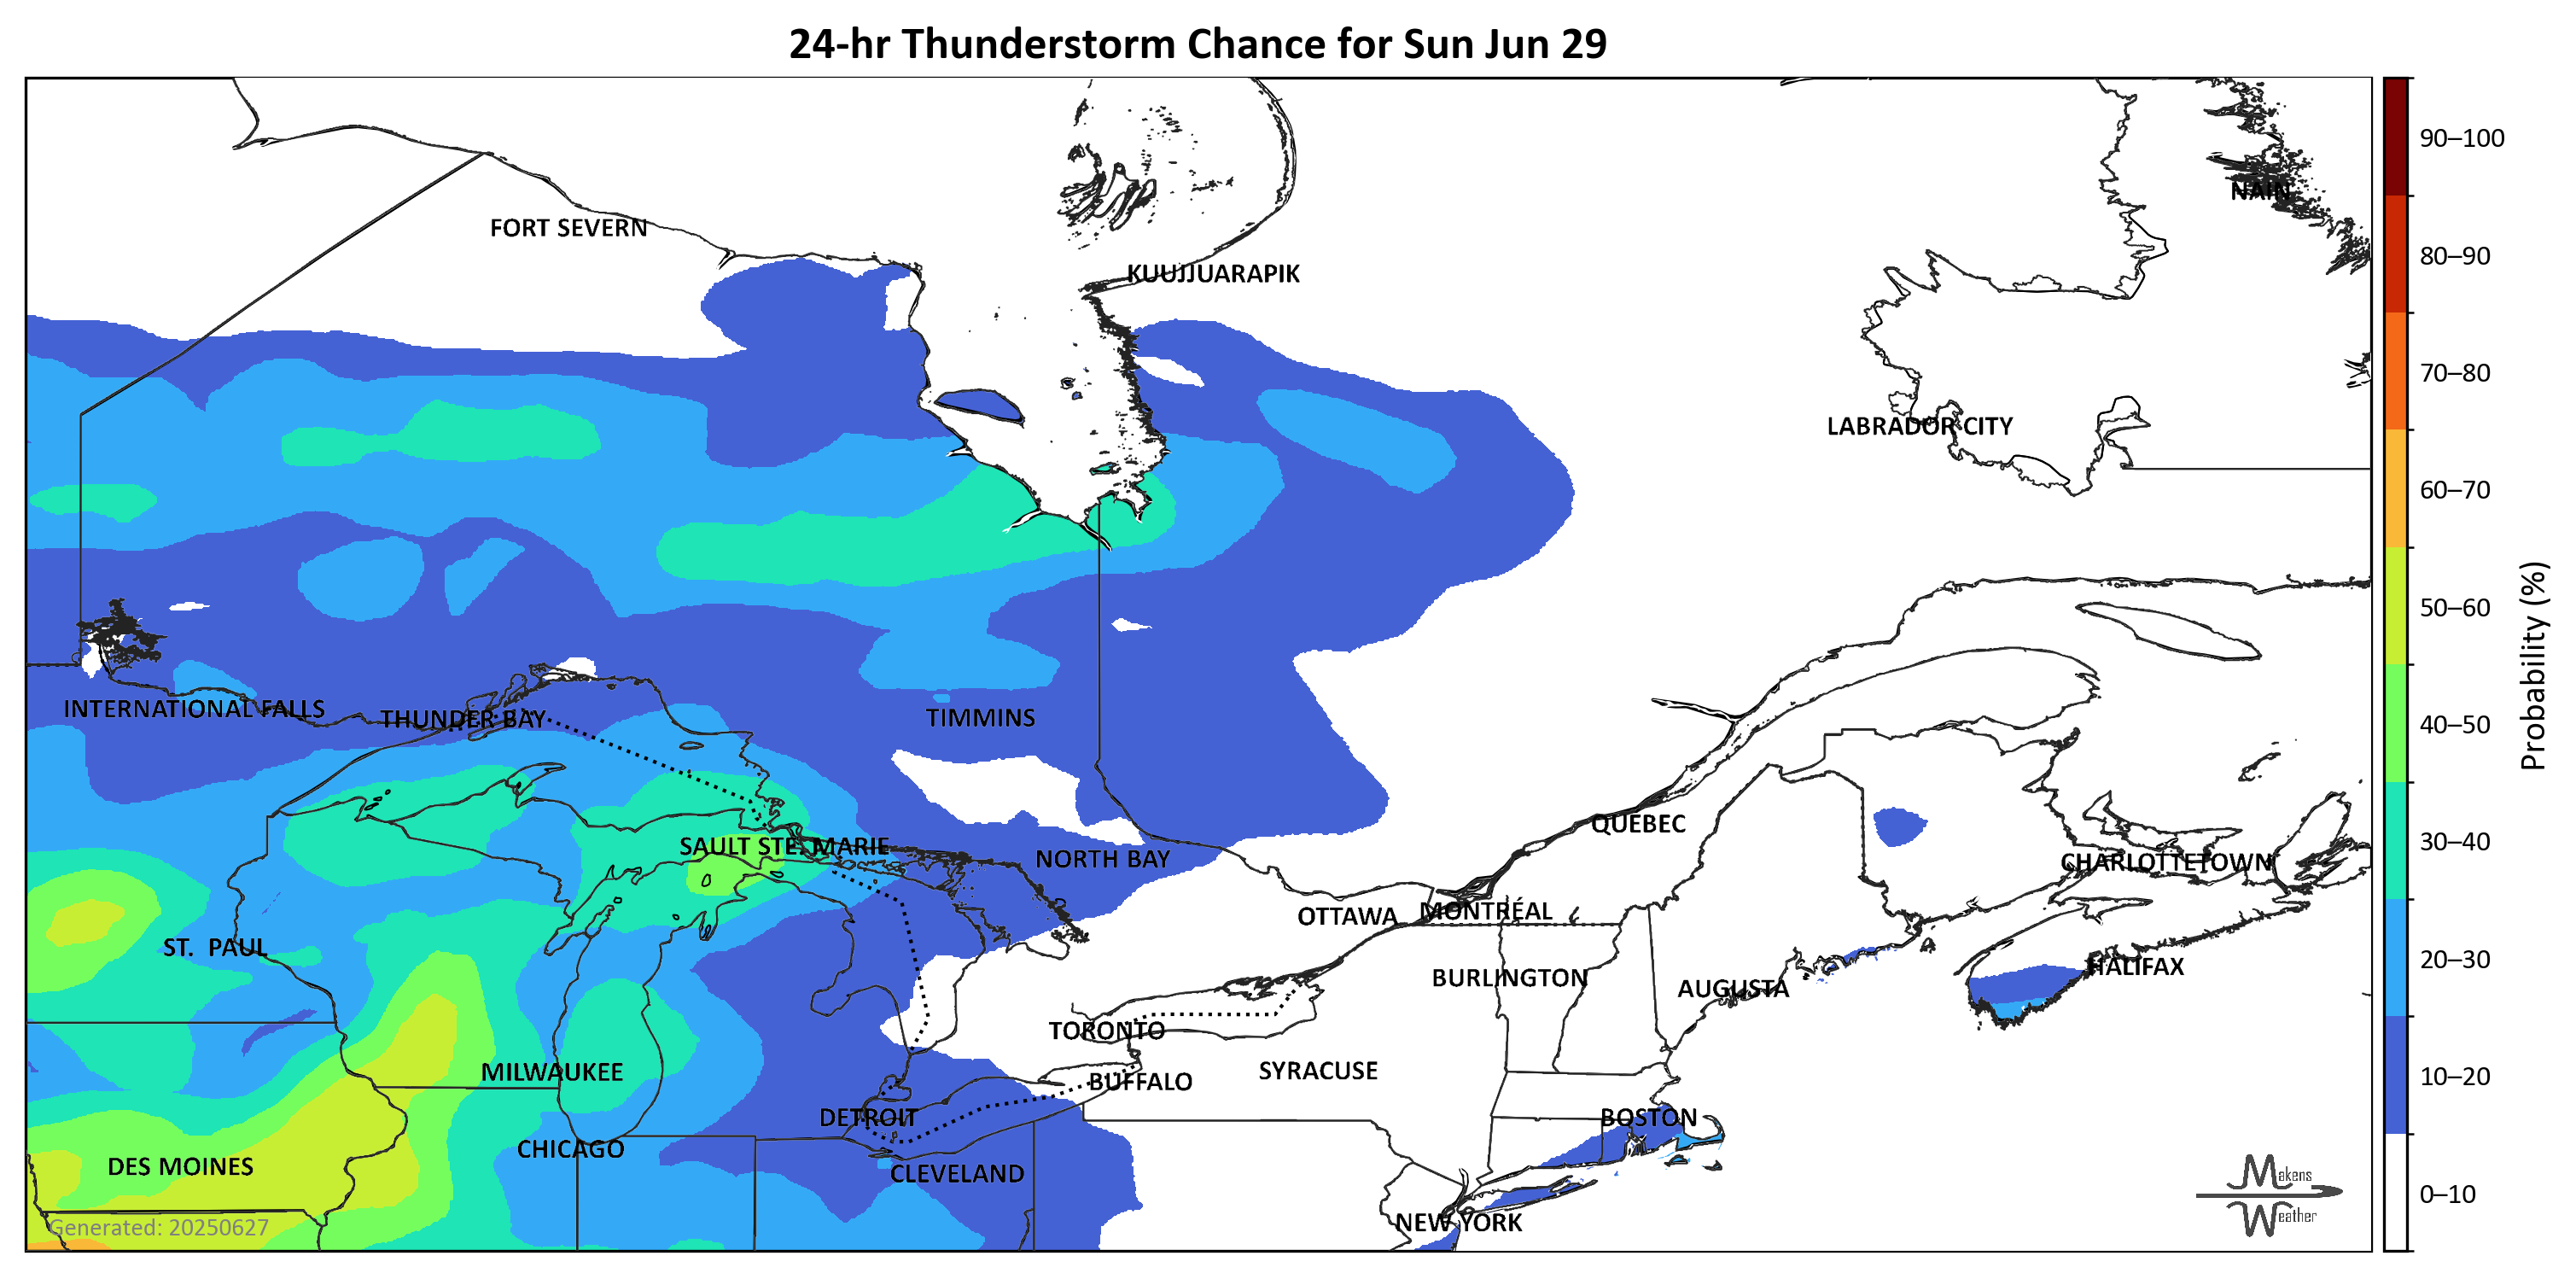 24-hr Thunderstorm Chance for Sun Jun 29
90–100
NAIN
FORT SEVERN
80–90
KUUJJUARAPIK
70–80
LABRADOR CITY
60–70
50–60
INTERNATIONAL FALLS
THUNDER BAY
TIMMINS
40–50
Probability (%)
QUEBEC
30–40
SAULT STE. MARIE
NORTH BAY
CHARLOTTETOWN
OTTAWA
MONTRÉAL
ST. PAUL
20–30
HALIFAX
BURLINGTON
AUGUSTA
TORONTO
MILWAUKEE
SYRACUSE
BUFFALO
10–20
DETROIT
BOSTON
CHICAGO
DES MOINES
CLEVELAND
Makens
Weather
0–10
NEW YORK
Generated: 20250627